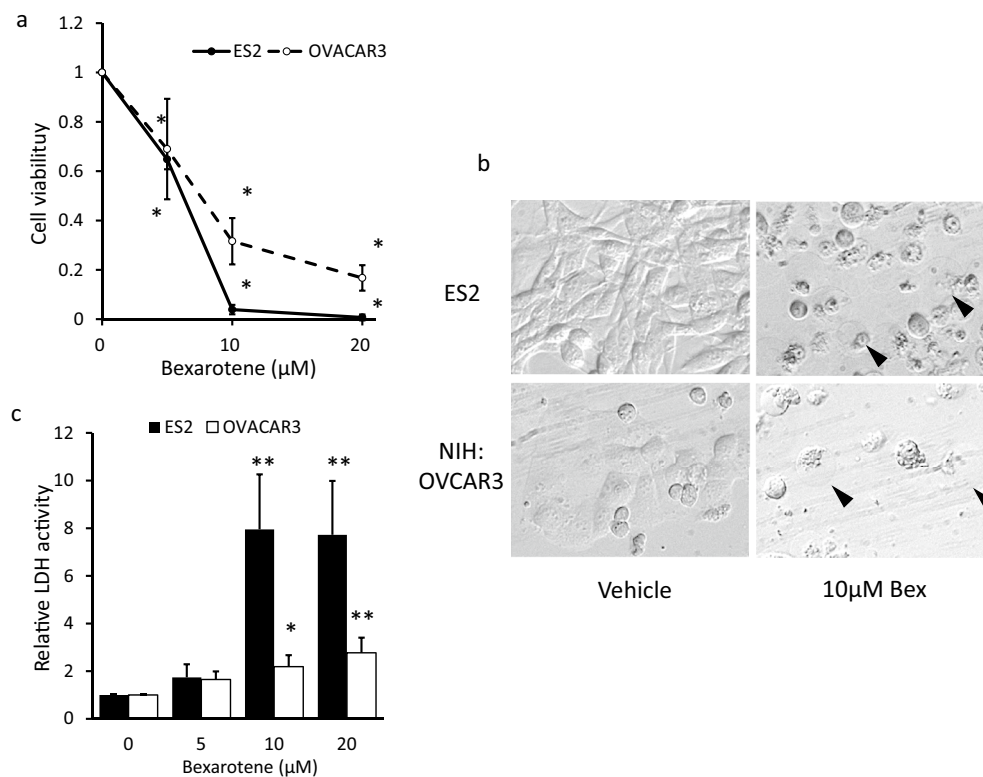 a
1.2
1
0.8
0.6
0.4
0.2
0
Cell viabilituy
ES2 OVACAR3
* * * * * *
0 10 20
Bexarotene (μM)
b
ES2
NIH:
OVCAR3
Vehicle 10μM Bex
c
ES2 OVACAR3
12
10
8
6
4
2
0
Relative LDH activity
** ** * **
0 5 10 20
Bexarotene (μM)